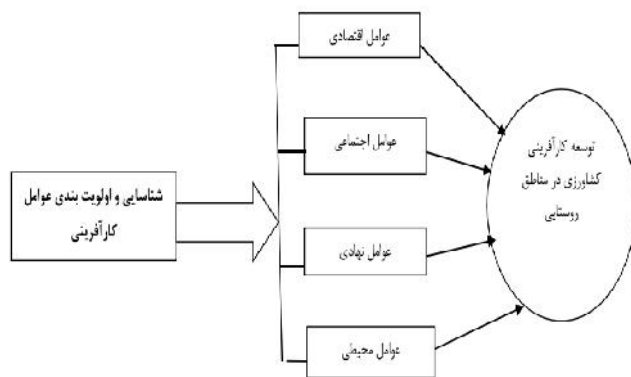 عوامل اقتصادی
عوامل اجتماعی
توسعه کارآفرینی
کشاورزی در مناطق
روستایی
شناسایی و اولویت بندی عوامل
کارآفرینی
عوامل نهادی
عوامل محیطی